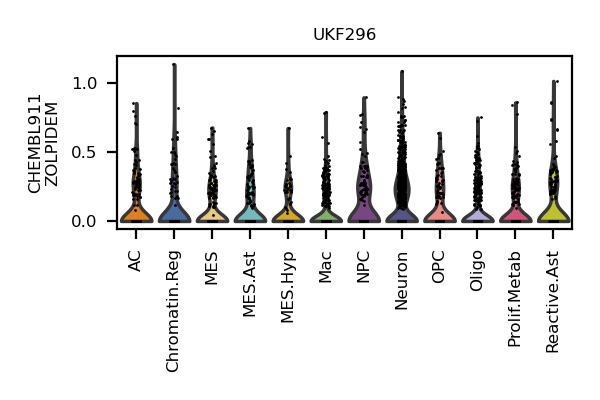 UKF296
CHEMBL911
ZOLPIDEM
1.0
0.5
0.0
AC
Chromatin.Reg
MES
MES.Ast
MES.Hyp
Mac
NPC
Neuron
OPC
Oligo
Prolif.Metab
Reactive.Ast